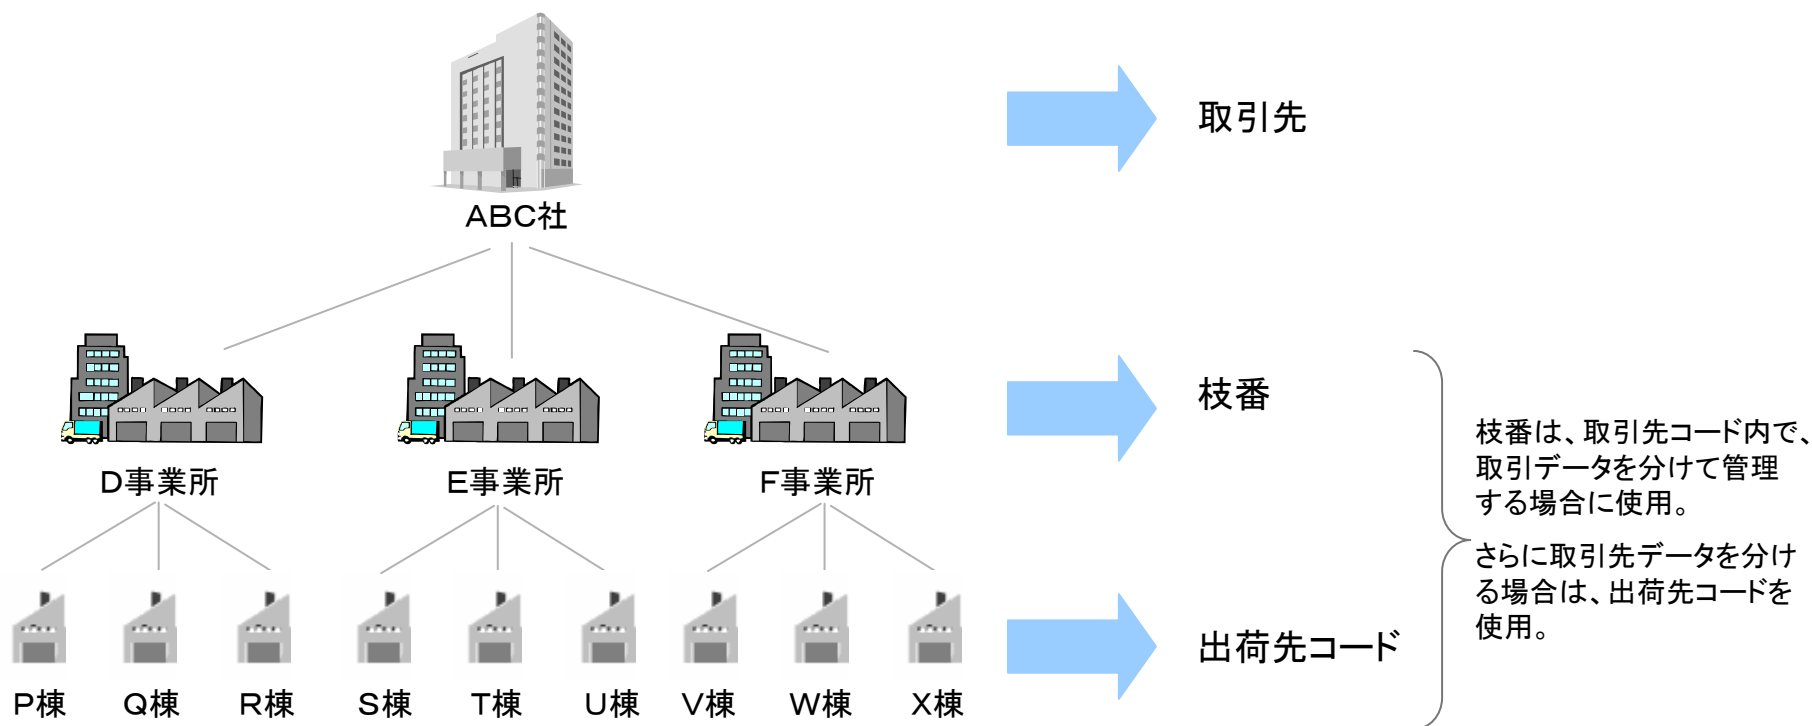 取引先
ABC社
枝番
D事業所 E事業所 F事業所
枝番は、取引先コード内で、
取引データを分けて管理
する場合に使用。
さらに取引先データを分け
る場合は、出荷先コードを
使用。
出荷先コード
P棟 Q棟 R棟 S棟 T棟 U棟 V棟 W棟 X棟